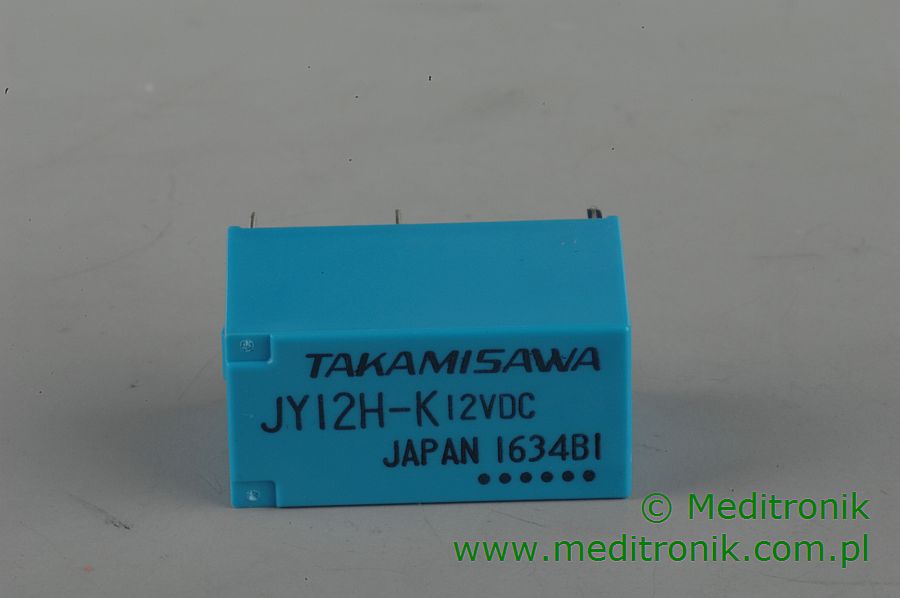 TAKAMISAWA
JY12H-K 12VDC
JAPAN 1634B1
© Meditronik
www.meditronik.com.pl